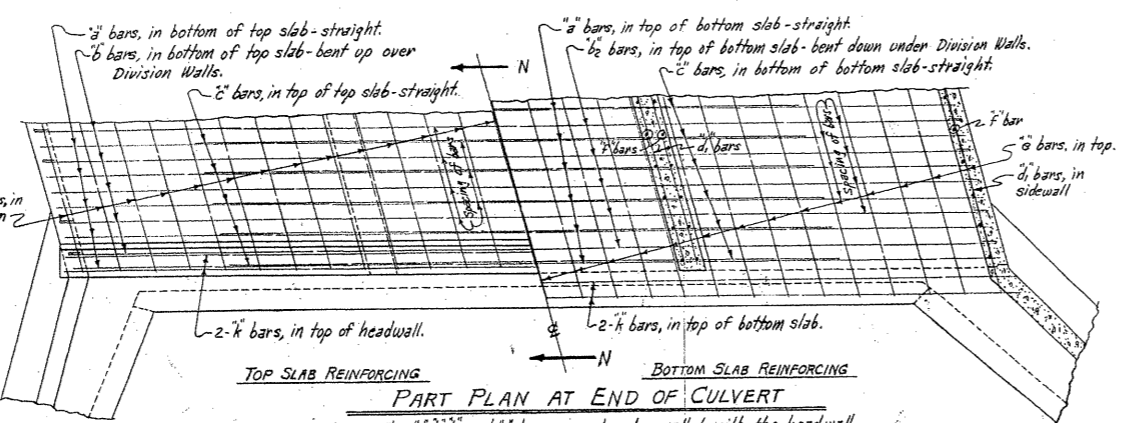 "a" bars, in bottom of top slab-straight.
"b" bars, in bottom of top slab-bent up over
Division Walls.
"c" bars, in top of top slab-straight.
N
"a" bars, in top of bottom slab-straight.
"b2" bars, in top of bottom slab-bent down under Division Walls.
"c" bars, in bottom of bottom slab-straight.
Spacing of bars
"f" bars
"d1" bars
Spacing of bars
"f" bar
"e" bars, in top.
"d1" bars, in
sidewall
s, in
2-"k" bars, in top of headwall.
2-"k" bars, in top of bottom slab.
℄
N
TOP SLAB REINFORCING
BOTTOM SLAB REINFORCING
PART PLAN AT END OF CULVERT
with the headwall